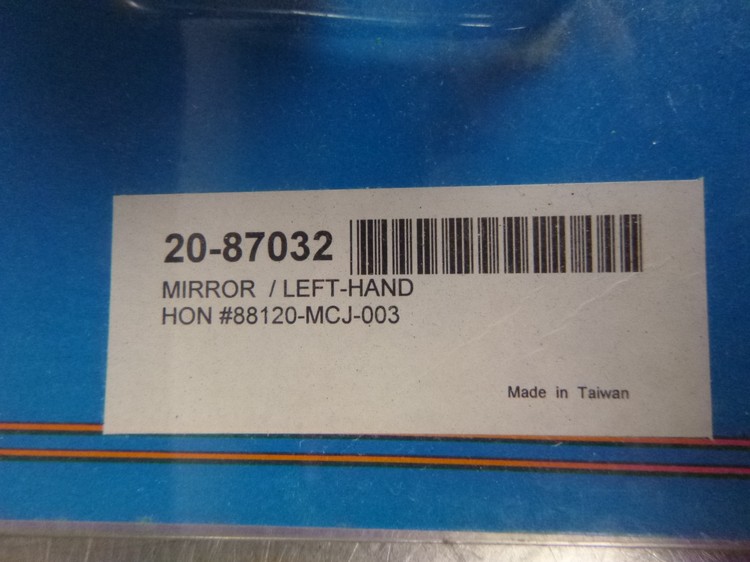 20-87032
MIRROR / LEFT-HAND
HON #88120-MCJ-003
Made in Taiwan